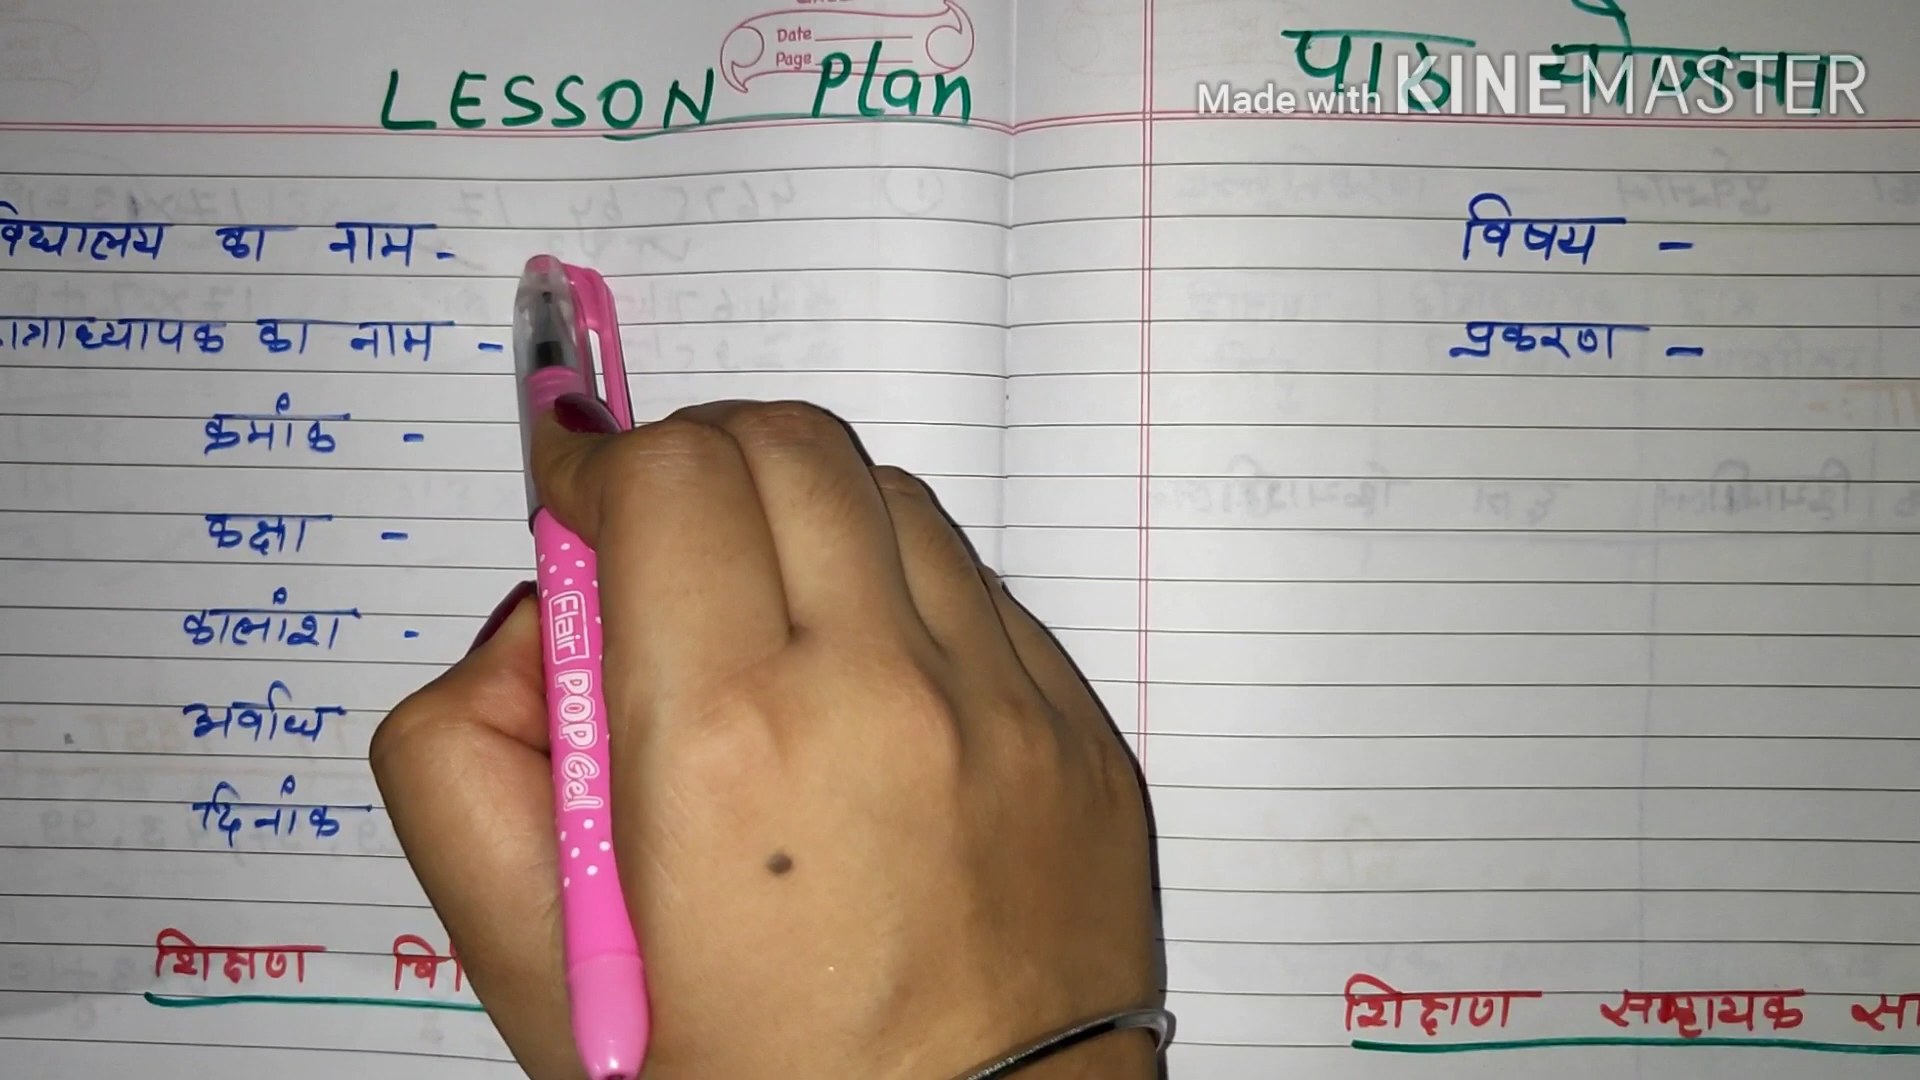 Date
Page
LESSON Plan
विद्यालय का नाम -
का नाम -
क्रमांक -
कक्षा -
कालांश -
अवधि
दिनांक
शिक्षण
पाठ योजना
Made with KINEMASTER
विषय -
प्रकरण -
शिक्षण सहायक
Flair POP Gel